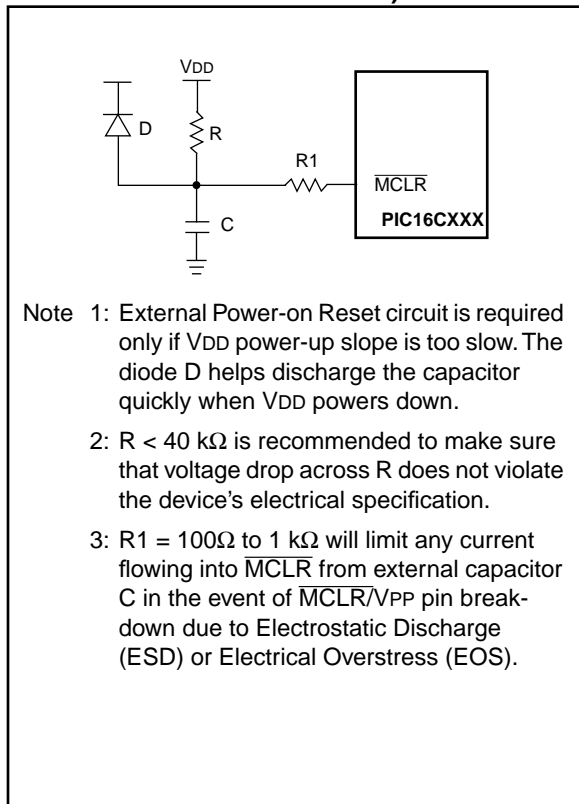 VDD
D
R
R1
MCLR
PIC16CXXX
C
Note 1: External Power-on Reset circuit is required
only if VDD power-up slope is too slow. The
diode D helps discharge the capacitor
quickly when VDD powers down.
2: R < 40 kΩ is recommended to make sure
that voltage drop across R does not violate
the device's electrical specification.
3: R1 = 100Ω to 1 kΩ will limit any current
flowing into MCLR from external capacitor
C in the event of MCLR/VPP pin break-
down due to Electrostatic Discharge
(ESD) or Electrical Overstress (EOS).